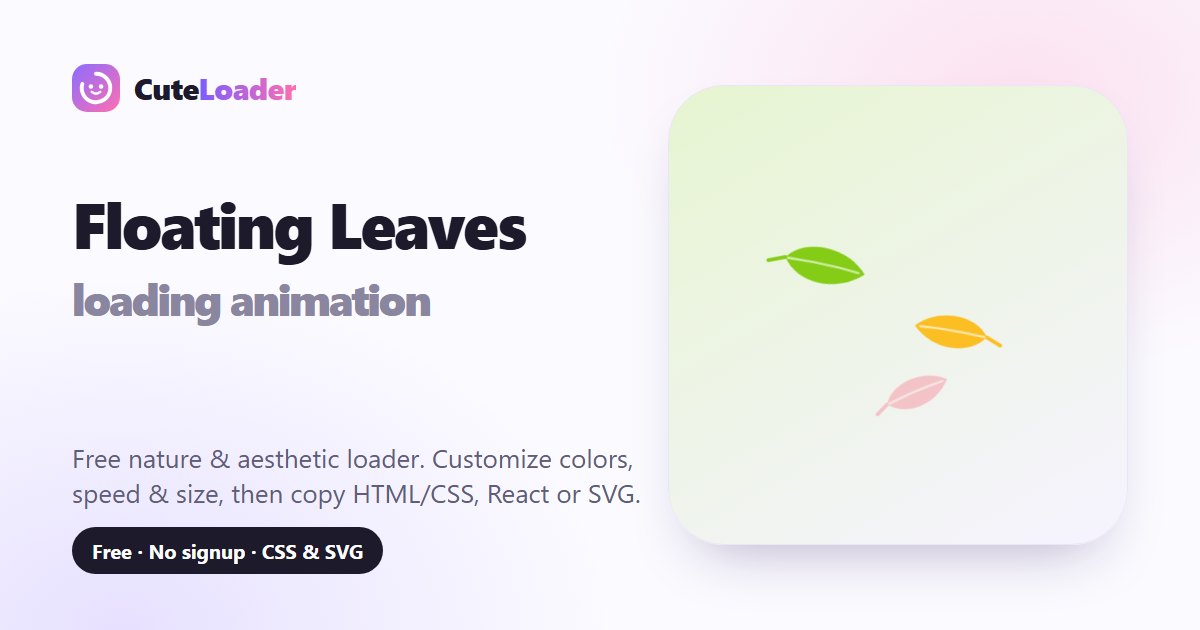 CuteLoader
Floating Leaves
loading animation
Free nature & aesthetic loader. Customize colors,
speed & size, then copy HTML/CSS, React or SVG.
Free · No signup · CSS & SVG